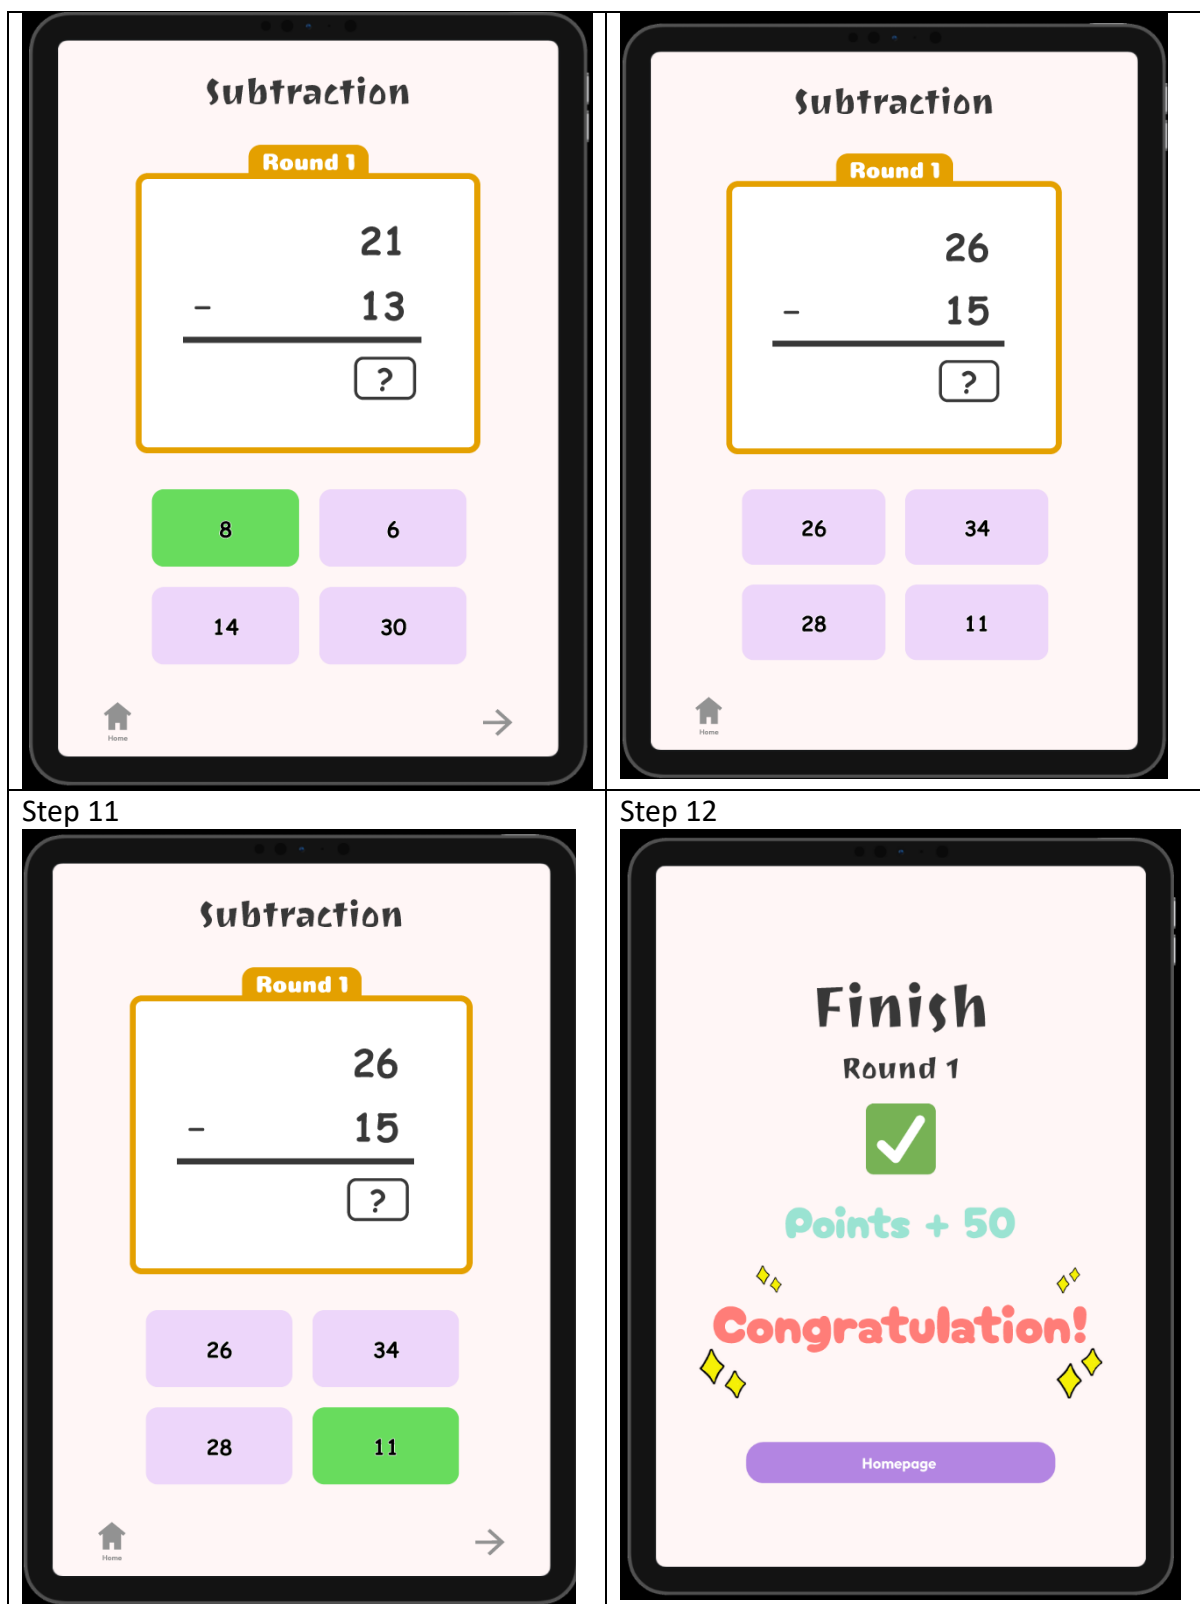 Subtraction
Round 1
21
- 13
?
8 6
14 30
Home
Subtraction
Round 1
26
- 15
?
26 34
28 11
Home
Step 11
Subtraction
Round 1
26
- 15
?
26 34
28 11
Home
Step 12
Finish
Round 1
Points + 50
Congratulation!
Homepage